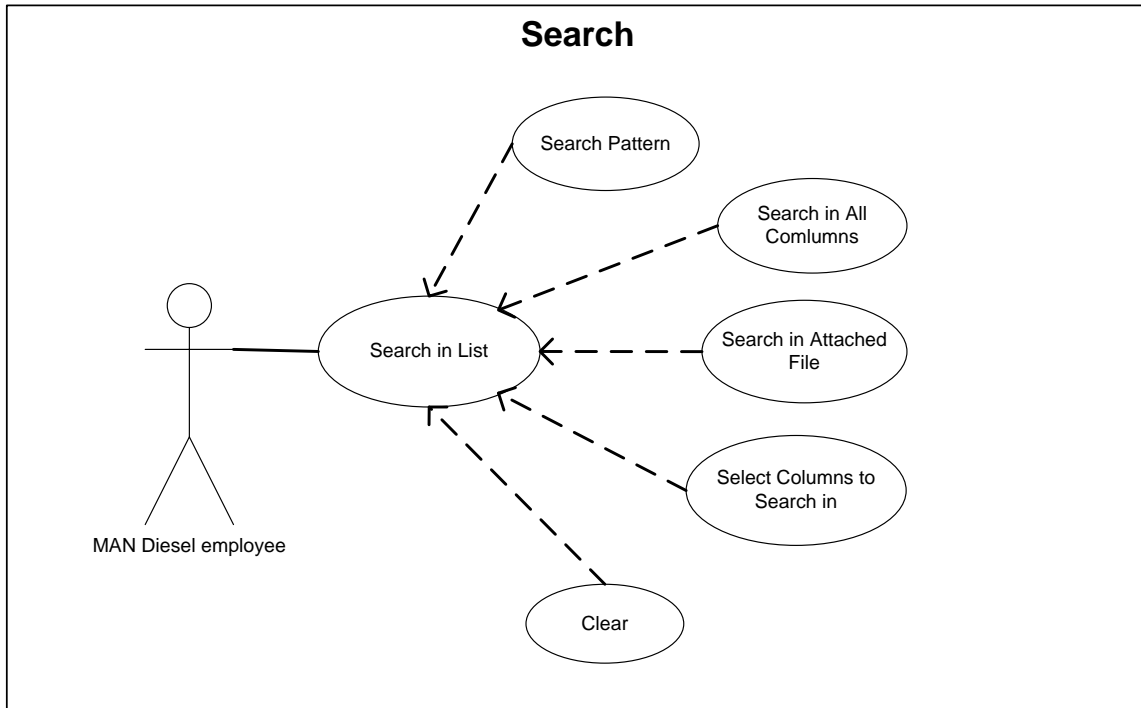 Search
Search Pattern
Search in All
Comlumns
Search in Attached
File
Search in List
Select Columns to
Search in
MAN Diesel employee
Clear